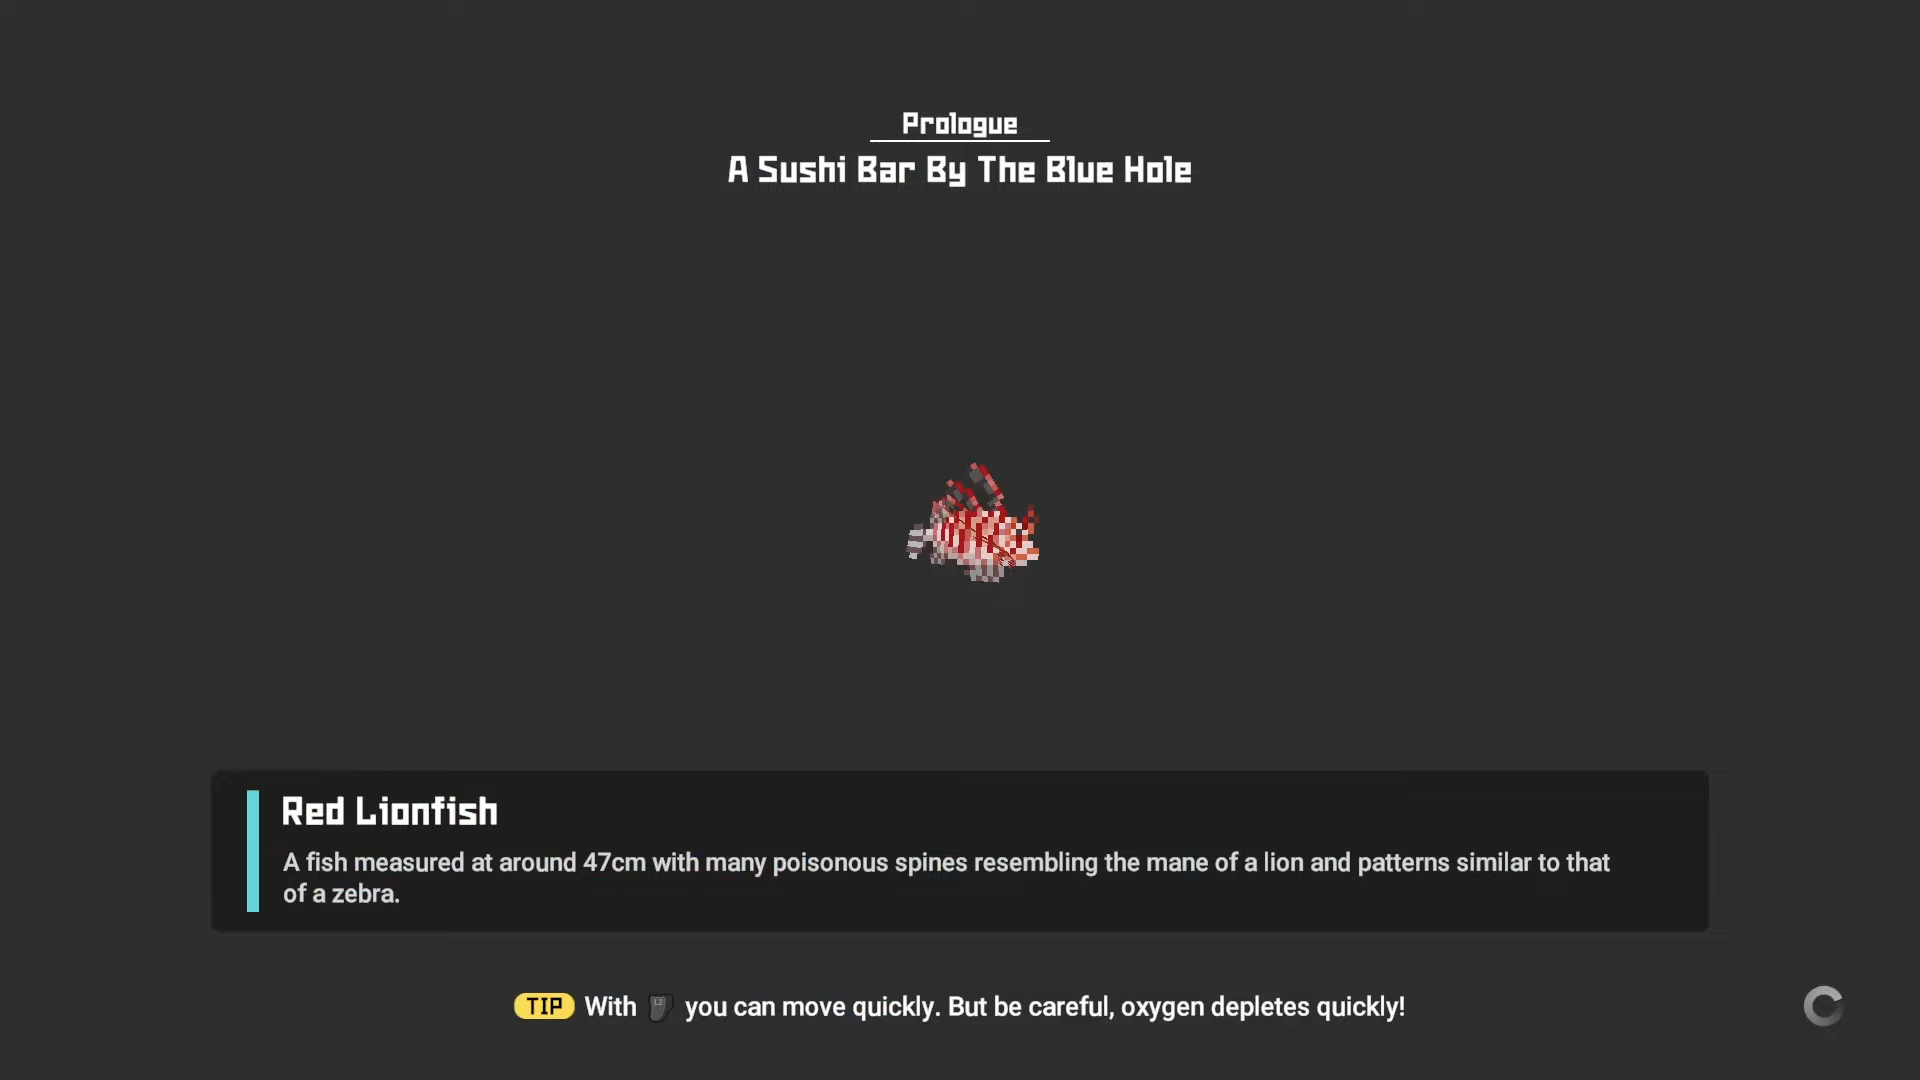 Prologue
A Sushi Bar By The Blue Hole
Red Lionfish
A fish measured at around 47cm with many poisonous spines resembling the mane of a lion and patterns similar to that
of a zebra.
TIP With L2 you can move quickly. But be careful, oxygen depletes quickly!